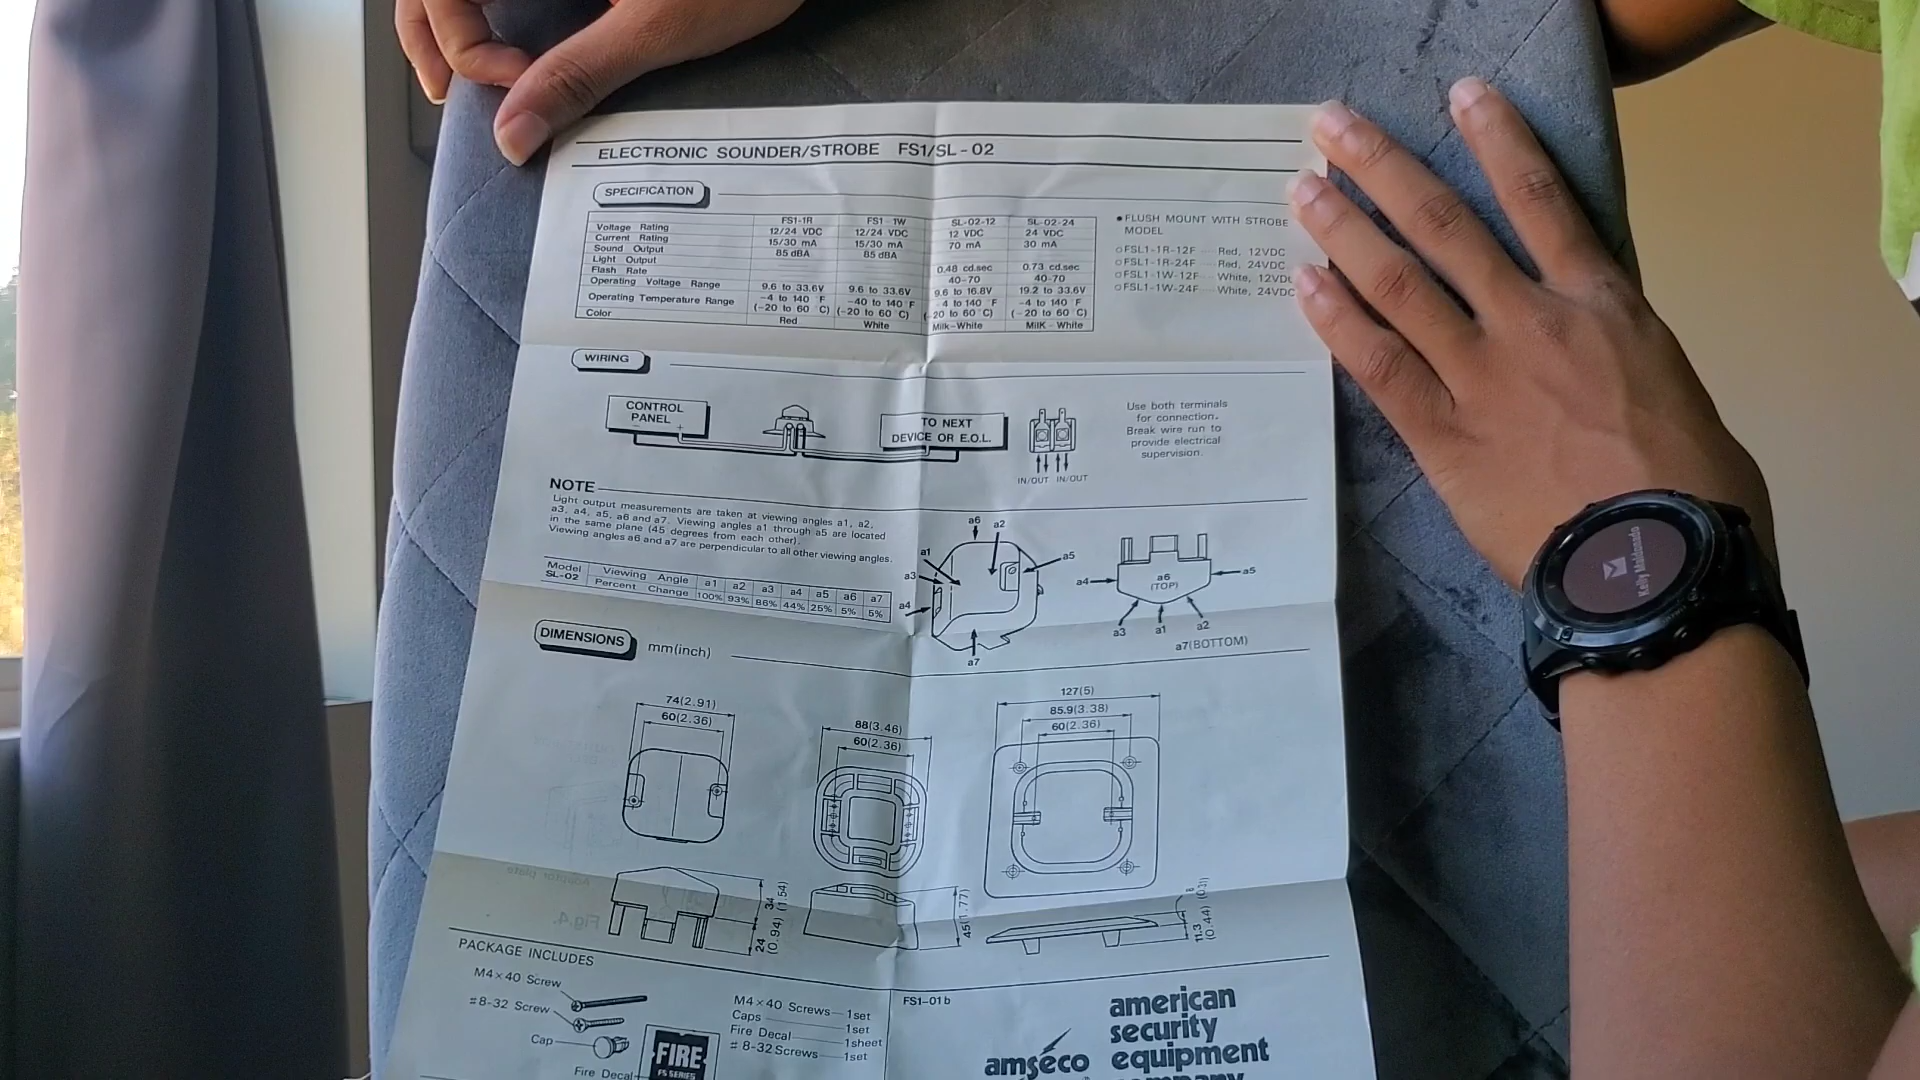 ELECTRONIC SOUNDER/STROBE FS1/SL-02
SPECIFICATION
FS1-1R FS1-1W SL-02-12 SL-02-24
Voltage Rating 12/24 VDC 12/24 VDC 12 VDC 24 VDC
Current Rating 15/30 mA 15/30 mA 70 mA 30 mA
Sound Output 85 dBA 85 dBA
Light Output 0.48 cd.sec 0.73 cd.sec
Flash Rate 40-70 40-70
Operating Voltage Range 9.6 to 33.6V 9.6 to 33.6V 9.6 to 16.8V 19.2 to 33.6V
Operating Temperature Range -4 to 140 °F -40 to 140 °F -4 to 140 °F -4 to 140 °F
(-20 to 60 °C) (-20 to 60 °C) (-20 to 60 °C) (-20 to 60 °C)
Color Red White Milk-White MilK-White
● FLUSH MOUNT WITH STROBE
MODEL
○ FSL1-1R-12F Red, 12VDC
○ FSL1-1R-24F Red, 24VDC
○ FSL1-1W-12F White, 12VDC
○ FSL1-1W-24F White, 24VDC
WIRING
CONTROL
PANEL
- +
TO NEXT
DEVICE OR E.O.L.
IN/OUT IN/OUT
Use both terminals
for connection.
Break wire run to
provide electrical
supervision.
NOTE
Light output measurements are taken at viewing angles a1, a2,
a3, a4, a5, a6 and a7. Viewing angles a1 through a5 are located
in the same plane (45 degrees from each other).
Viewing angles a6 and a7 are perpendicular to all other viewing angles.
Model Viewing Angle a1 a2 a3 a4 a5 a6 a7
SL-02 Percent Change 100% 93% 86% 44% 25% 5% 5%
a6
a2
a1
a5
a3
a4
a7
a6
(TOP)
a4
a5
a3
a1
a2
a7(BOTTOM)
DIMENSIONS mm(inch)
74(2.91)
60(2.36)
88(3.46)
60(2.36)
127(5)
85.9(3.38)
60(2.36)
34 (1.54)
24 (0.94)
45(1.77)
11.3 (0.44)
8 (0.31)
Adaptor plate
Fig.4.
PACKAGE INCLUDES
M4×40 Screw
#8-32 Screw
Cap
Fire Decal
FIRE
FS SERIES
M4×40 Screws 1set
Caps 1set
Fire Decal 1sheet
#8-32 Screws 1set
FS1-01b
amseco
american
security
equipment
company
Kelly Maldonado